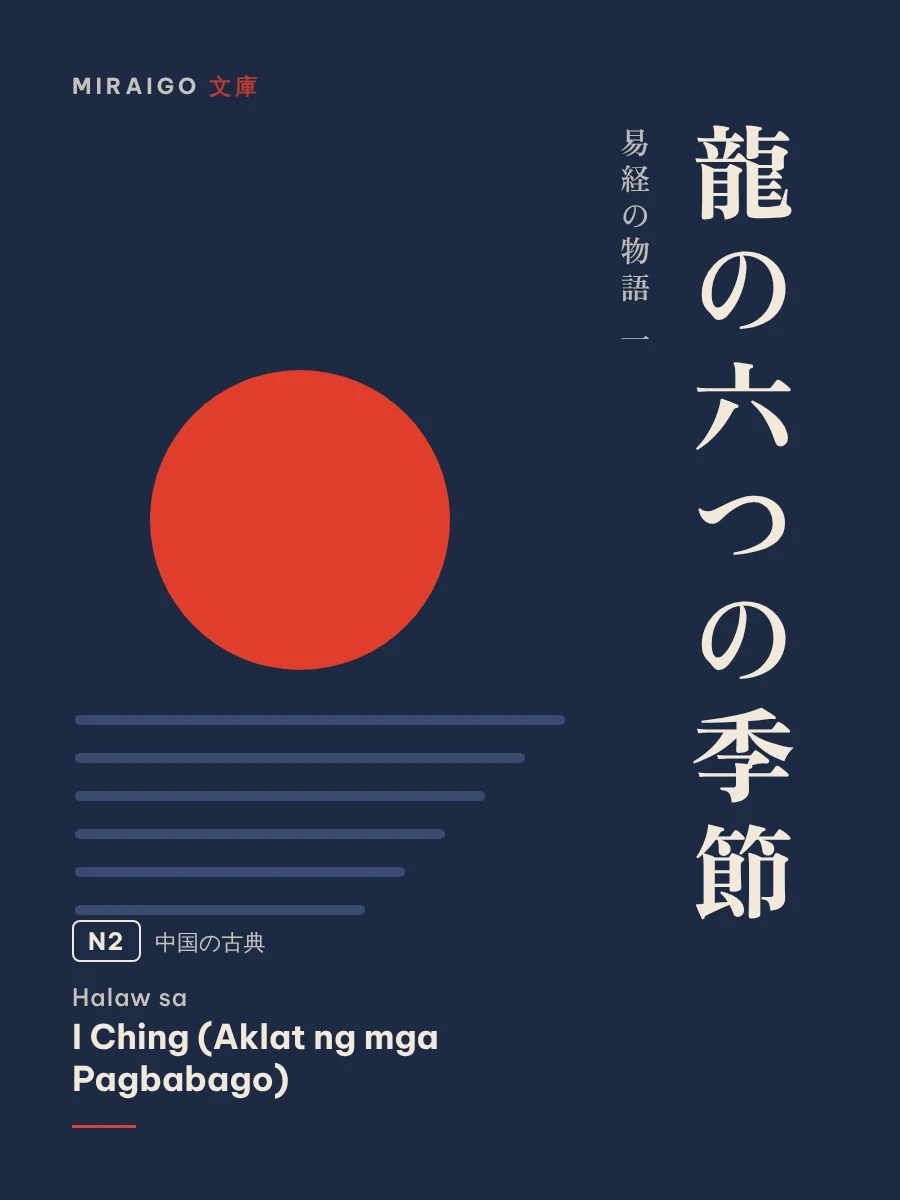 MIRAIGO 文庫
龍の六つの季節
易経の物語 一
N2 中国の古典
Halaw sa
I Ching (Aklat ng mga
Pagbabago)